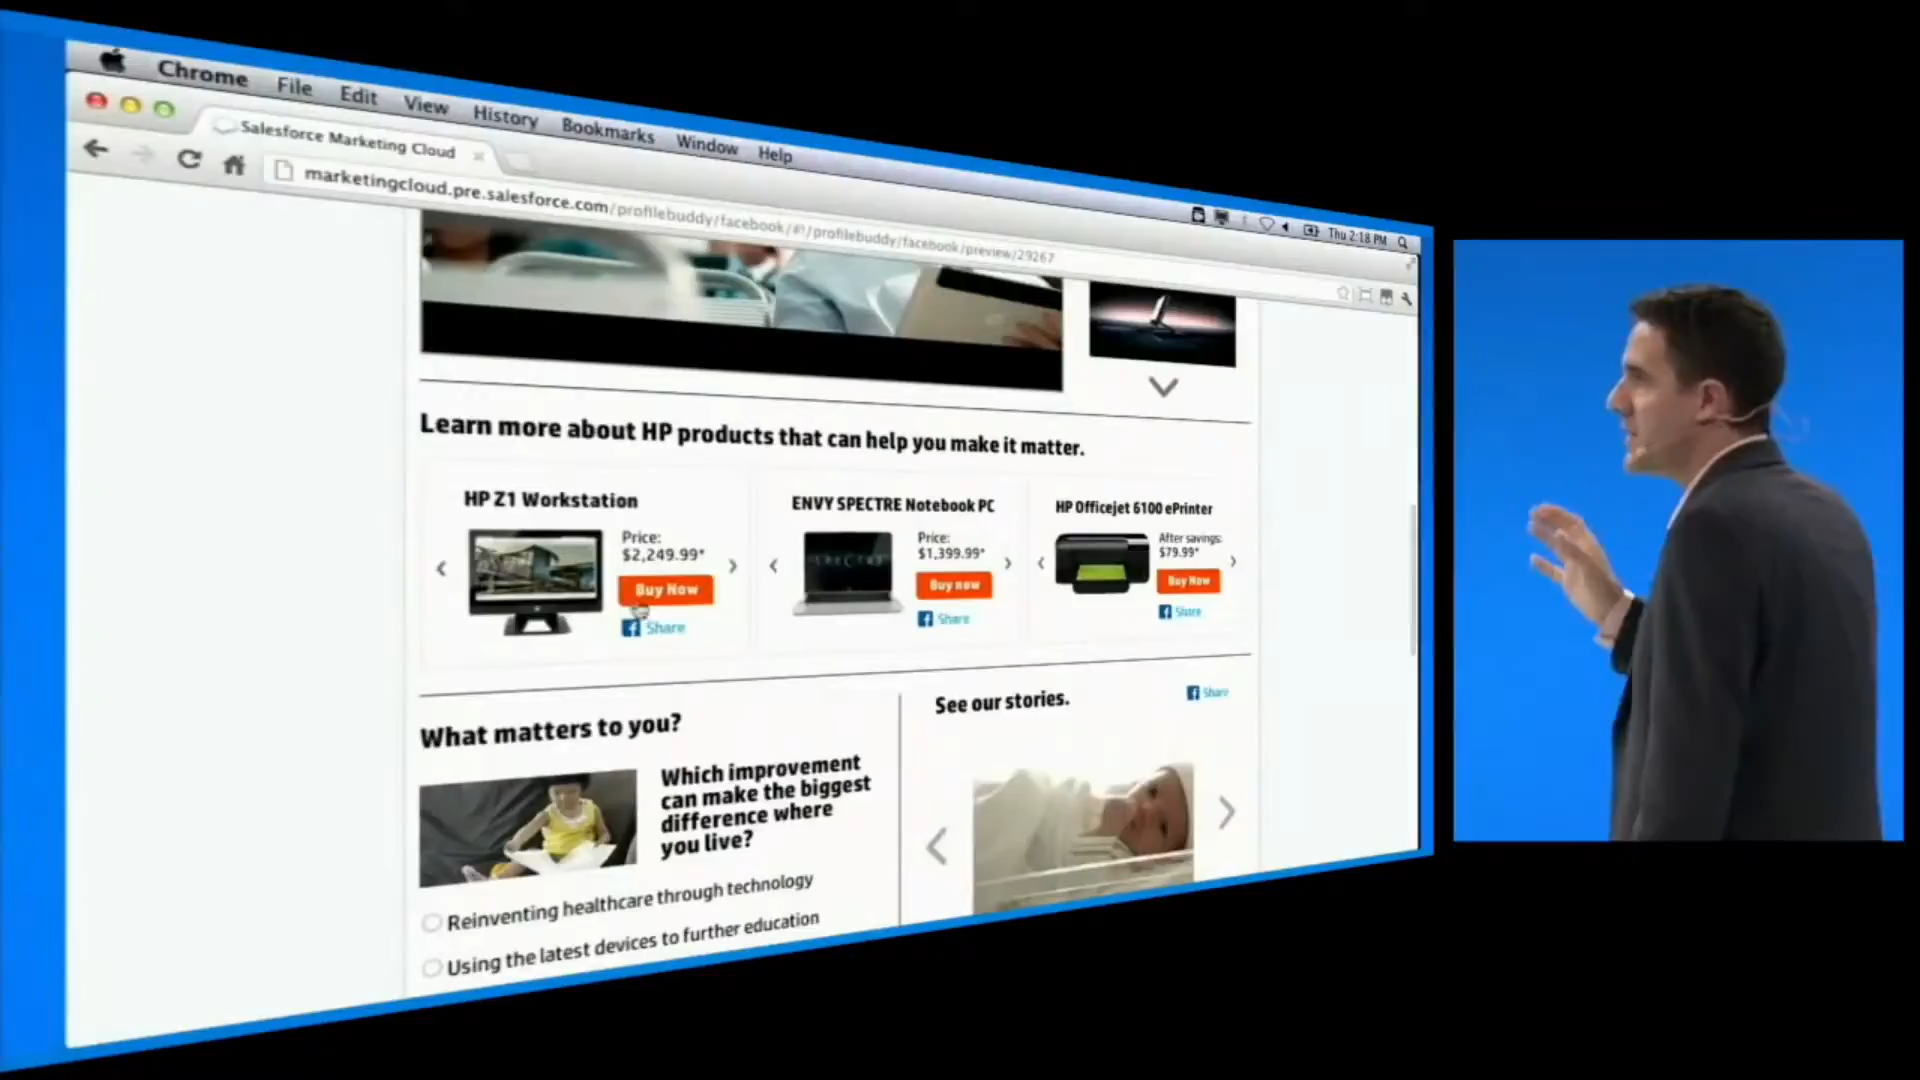 Chrome File Edit View History Bookmarks Window Help
Thu 2:18 PM
Salesforce Marketing Cloud
marketingcloud.pre.salesforce.com/profilebuddy/facebook/#!/profilebuddy/facebook/preview/29267
Learn more about HP products that can help you make it matter.
HP Z1 Workstation
Price:
$2,249.99*
Buy Now
Share
ENVY SPECTRE Notebook PC
SPECTRE
Price:
$1,399.99*
Buy now
Share
HP Officejet 6100 ePrinter
After savings:
$79.99*
Buy Now
Share
What matters to you?
Which improvement
can make the biggest
difference where
you live?
Reinventing healthcare through technology
Using the latest devices to further education
See our stories.
Share